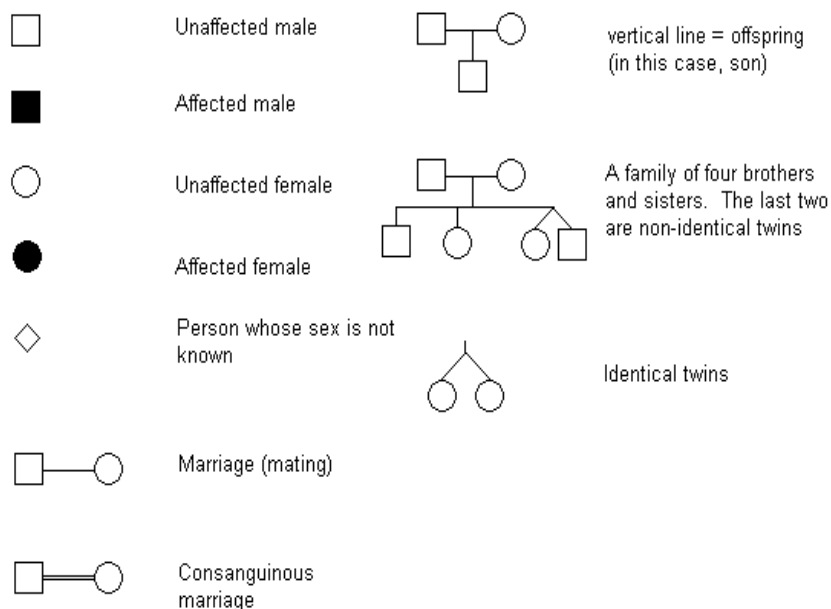 Unaffected male
Affected male
Unaffected female
Affected female
Person whose sex is not
known
Marriage (mating)
Consanguinous
marriage
vertical line = offspring
(in this case, son)
A family of four brothers
and sisters. The last two
are non-identical twins
Identical twins